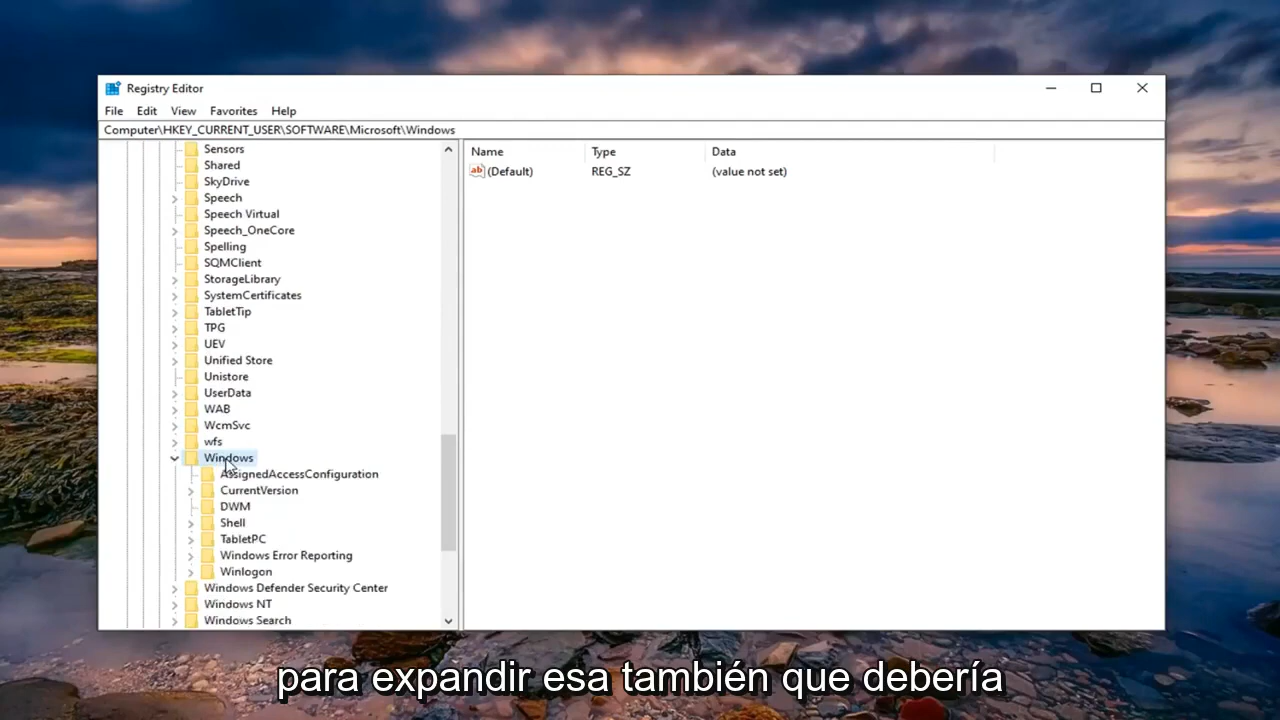 Registry Editor
File Edit View Favorites Help
Computer\HKEY_CURRENT_USER\SOFTWARE\Microsoft\Windows
Sensors
Shared
SkyDrive
Speech
Speech Virtual
Speech_OneCore
Spelling
SQMClient
StorageLibrary
SystemCertificates
TabletTip
TPG
UEV
Unified Store
Unistore
UserData
WAB
WcmSvc
wfs
Windows
AssignedAccessConfiguration
CurrentVersion
DWM
Shell
TabletPC
Windows Error Reporting
Winlogon
Windows Defender Security Center
Windows NT
Windows Search
Name Type Data
ab (Default) REG_SZ (value not set)
para expandir esa también que debería